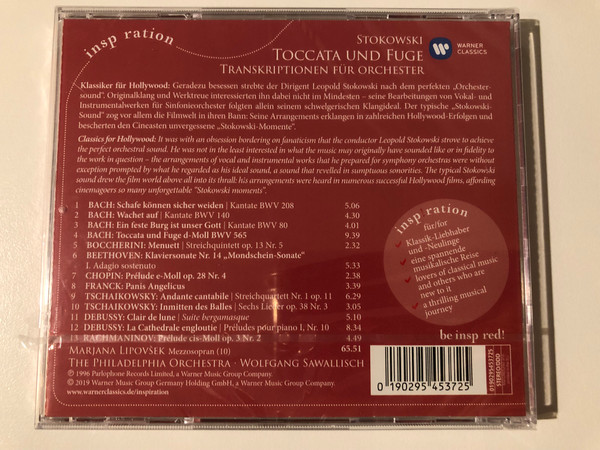 insp ration
STOKOWSKI
TOCCATA UND FUGE
TRANSKRIPTIONEN FÜR ORCHESTER
WARNER
CLASSICS
Klassiker für Hollywood: Geradezu besessen strebte der Dirigent Leopold Stokowski nach dem perfekten „Orchester-
sound“. Originalklang und Werktreue interessierten ihn dabei nicht im Mindesten – seine Bearbeitungen von Vokal- und
Instrumentalwerken für Sinfonieorchester folgten allein seinem schwelgerischen Klangideal. Der typische „Stokowski-
Sound“ zog vor allem die Filmwelt in ihren Bann: Seine Arrangements erklangen in zahlreichen Hollywood-Erfolgen und
bescherten den Cineasten unvergessene „Stokowski-Momente“.
Classics for Hollywood: It was with an obsession bordering on fanaticism that the conductor Leopold Stokowski strove to achieve
the perfect orchestral sound. He was not in the least interested in what the music may originally have sounded like or in fidelity to
the work in question – the arrangements of vocal and instrumental works that he prepared for symphony orchestras were without
exception prompted by what he regarded as his ideal sound, a sound that revelled in sumptuous sonorities. The typical Stokowski
sound drew the film world above all into its thrall: his arrangements were heard in numerous successful Hollywood films, affording
cinemagoers so many unforgettable "Stokowski moments".
1 BACH: Schafe können sicher weiden | Kantate BWV 208 5.06
2 BACH: Wachet auf | Kantate BWV 140 4.30
3 BACH: Ein feste Burg ist unser Gott | Kantate BWV 80 4.01
4 BACH: Toccata und Fuge d-Moll BWV 565 9.39
5 BOCCHERINI: Menuett | Streichquintett op. 13 Nr. 5 2.32
6 BEETHOVEN: Klaviersonate Nr. 14 „Mondschein-Sonate“
I. Adagio sostenuto 5.33
7 CHOPIN: Prélude e-Moll op. 28 Nr. 4 2.38
8 FRANCK: Panis Angelicus 3.39
9 TSCHAIKOWSKY: Andante cantabile | Streichquartett Nr. 1 op. 11 6.29
10 TSCHAIKOWSKY: Inmitten des Balles | Sechs Lieder op. 38 Nr. 3 3.05
11 DEBUSSY: Clair de lune | Suite bergamasque 5.10
12 DEBUSSY: La Cathedrale engloutie | Préludes pour piano I, Nr. 10 8.34
13 RACHMANINOV: Prélude cis-Moll op. 3 Nr. 2 4.49
65.51
MARJANA LIPOVŠEK Mezzosopran (10)
THE PHILADELPHIA ORCHESTRA · WOLFGANG SAWALLISCH
℗ 1996 Parlophone Records Limited, a Warner Music Group Company
© 2019 Warner Music Group Germany Holding GmbH, a Warner Music Group Company.
www.warnerclassics.de/inspiration
insp ration
für/for
Klassik-Liebhaber
und -Neulinge
eine spannende
musikalische Reise
lovers of classical music
and others who are
new to it
a thrilling musical
journey
be insp red!
0 190295 453725
0190295453725
STEREO/DDD